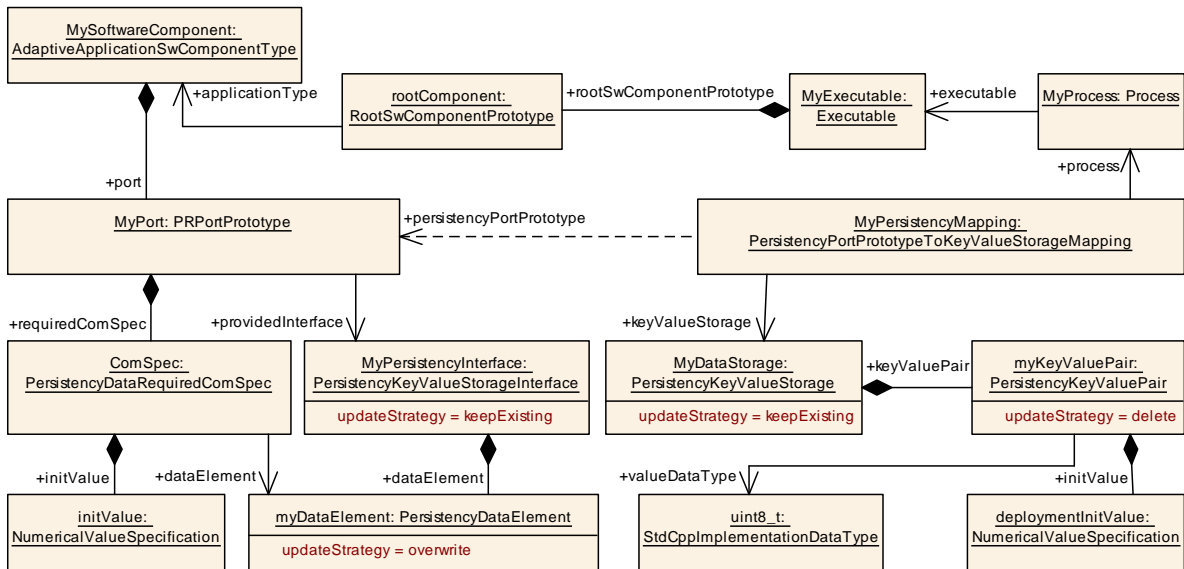 MySoftwareComponent:
AdaptiveApplicationSwComponentType
+applicationType
rootComponent:
RootSwComponentPrototype
+rootSwComponentPrototype
MyExecutable:
Executable
+executable
MyProcess: Process
+port
+process
MyPort: PRPortPrototype
+persistencyPortPrototype
MyPersistencyMapping:
PersistencyPortPrototypeToKeyValueStorageMapping
+requiredComSpec
+providedInterface
+keyValueStorage
ComSpec:
PersistencyDataRequiredComSpec
MyPersistencyInterface:
PersistencyKeyValueStorageInterface
updateStrategy = keepExisting
MyDataStorage:
PersistencyKeyValueStorage
updateStrategy = keepExisting
+keyValuePair
myKeyValuePair:
PersistencyKeyValuePair
updateStrategy = delete
+initValue
+dataElement
+dataElement
+valueDataType
+initValue
initValue:
NumericalValueSpecification
myDataElement: PersistencyDataElement
updateStrategy = overwrite
uint8_t:
StdCppImplementationDataType
deploymentInitValue:
NumericalValueSpecification